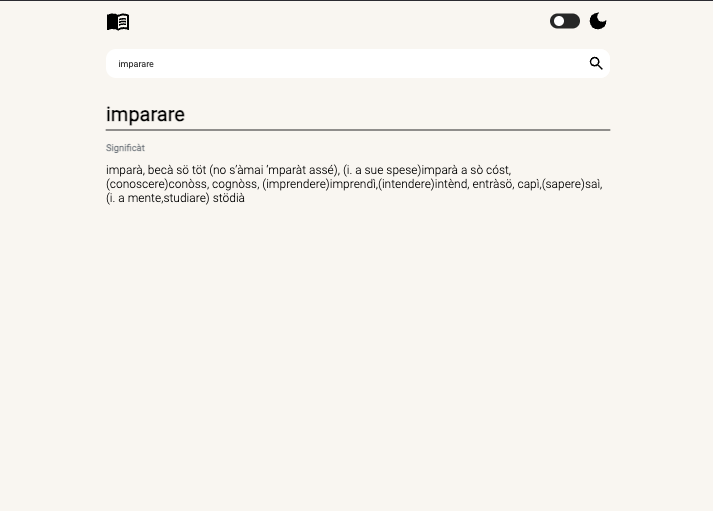 imparare
imparare
Significàt
imparà, becà sö töt (no s'àmai 'mparàt assé), (i. a sue spese)imparà a sò cóst,
(conoscere)conòss, cognòss, (imprendere)imprendì,(intendere)intènd, entràsö, capì,(sapere)saì,
(i. a mente,studiare) stödià